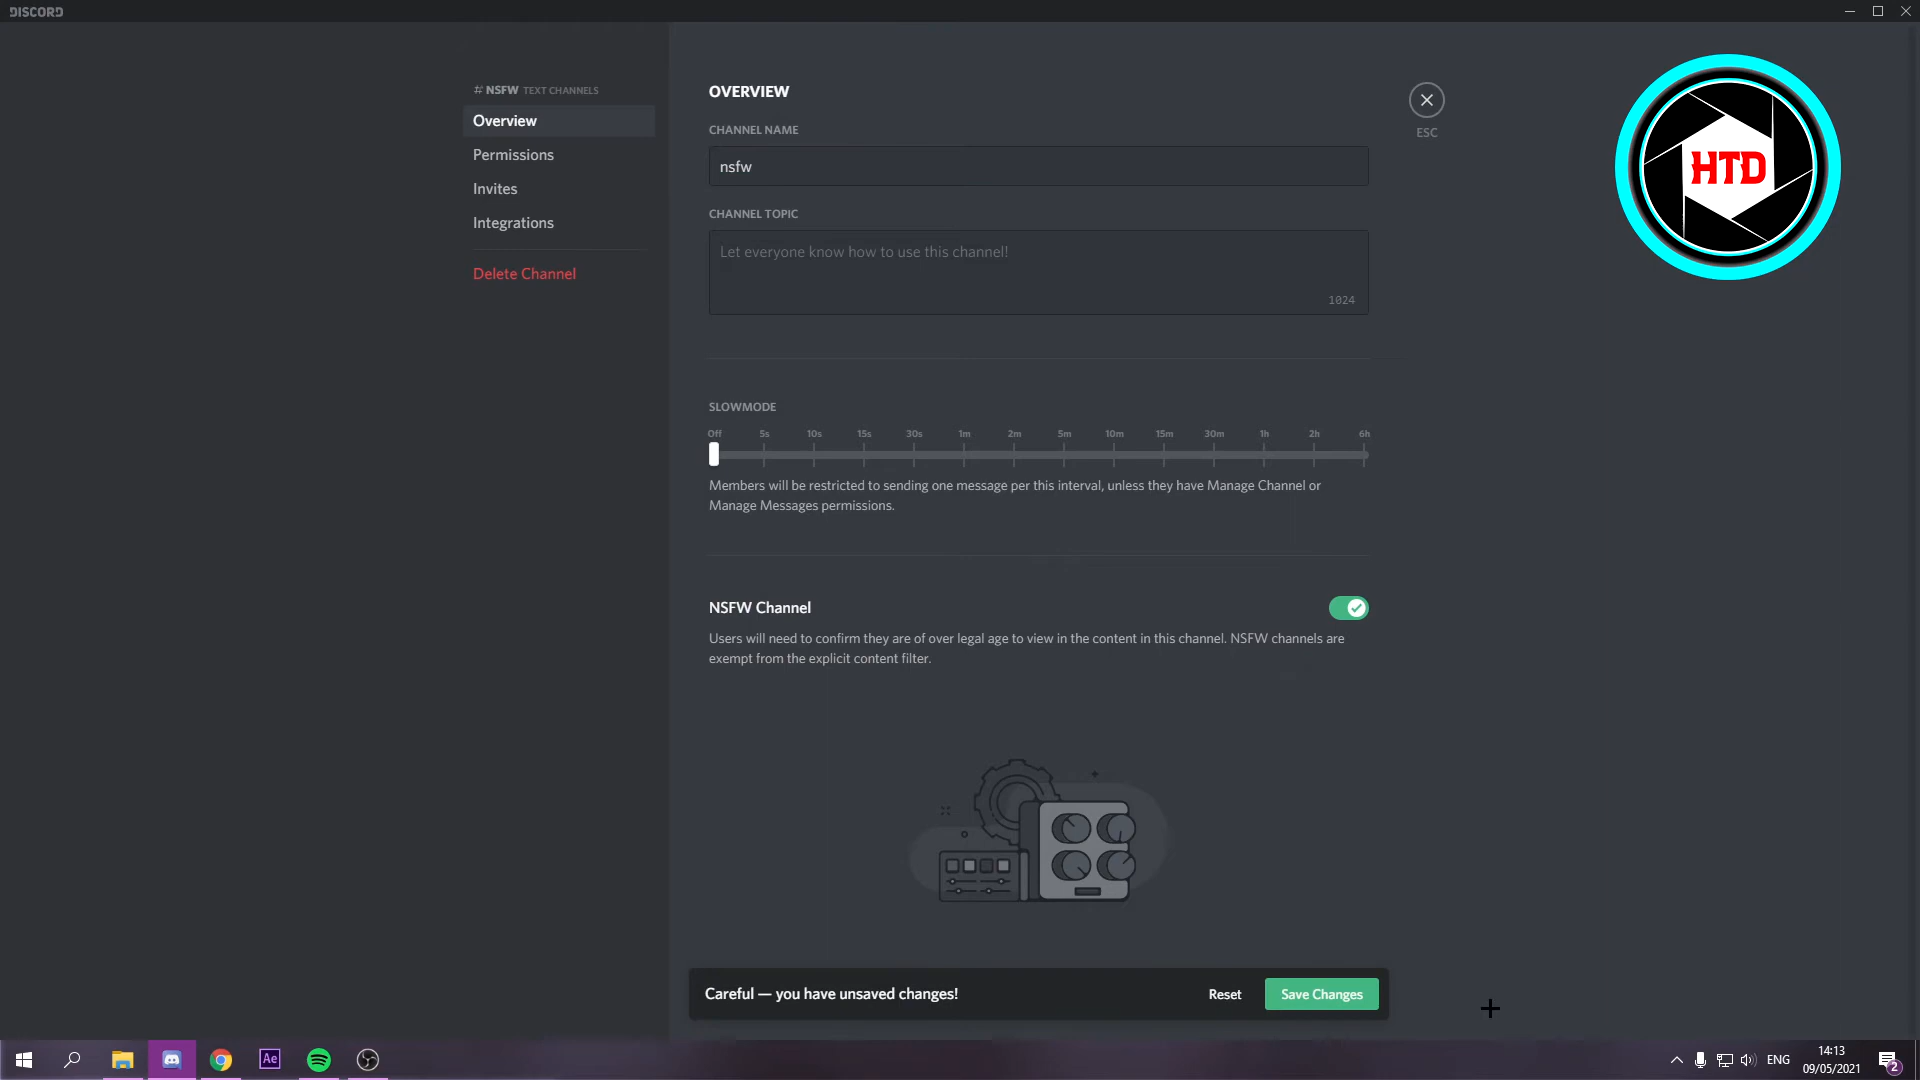 DISCORD
# NSFW TEXT CHANNELS
Overview
Permissions
Invites
Integrations
Delete Channel
OVERVIEW
CHANNEL NAME
nsfw
CHANNEL TOPIC
Let everyone know how to use this channel!
1024
SLOWMODE
Off 5s 10s 15s 30s 1m 2m 5m 10m 15m 30m 1h 2h 6h
Members will be restricted to sending one message per this interval, unless they have Manage Channel or
Manage Messages permissions.
NSFW Channel
Users will need to confirm they are of over legal age to view in the content in this channel. NSFW channels are
exempt from the explicit content filter.
Careful — you have unsaved changes!
Reset
Save Changes
ESC
HTD
Ae
ENG
14:13
09/05/2021
2